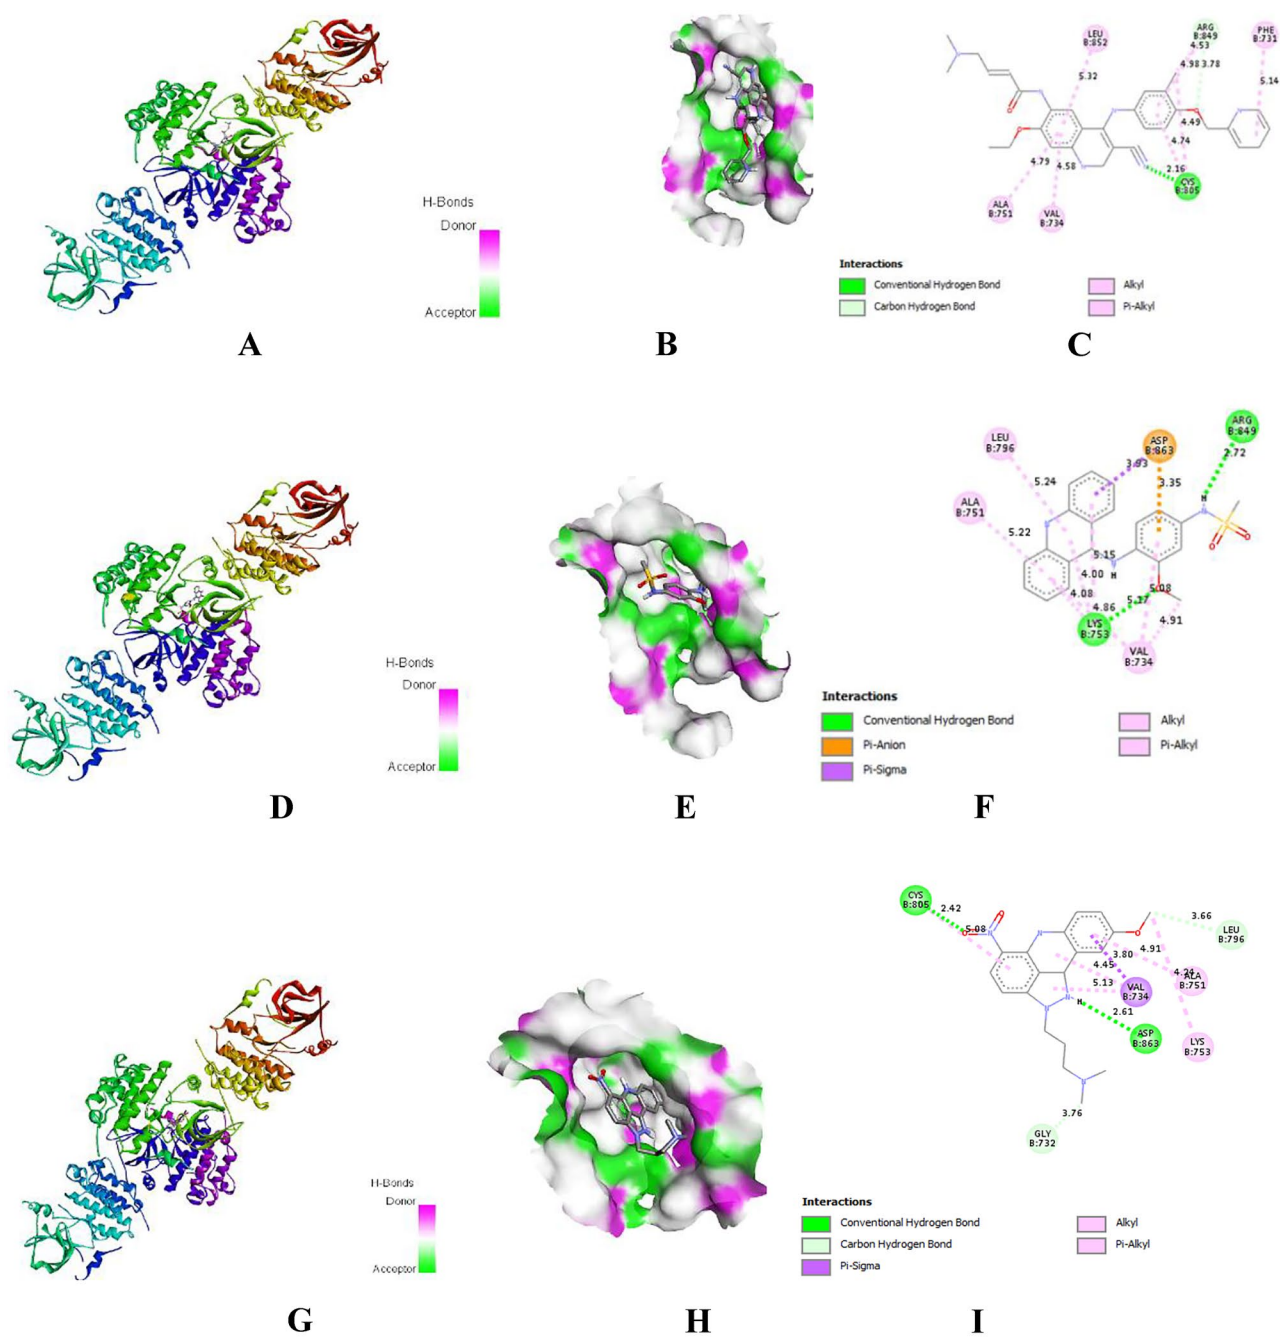 H-Bonds
Donor
Acceptor
LEU
B:852
5.32
ARG
B:849
4.53
4.98 3.78
PHE
B:731
5.14
4.49
4.74
2.16
CYS
B:805
4.79
4.58
ALA
B:751
VAL
B:734
Interactions
Conventional Hydrogen Bond
Alkyl
Carbon Hydrogen Bond
Pi-Alkyl
A
B
C
ARG
B:849
2.72
LEU
B:796
ASP
B:863
3.93
3.35
5.24
ALA
B:751
5.22
H
N
S
O
O
5.15
N
H
4.00
4.08
5.08
5.17
4.86
4.91
LYS
B:753
VAL
B:734
H-Bonds
Donor
Acceptor
Interactions
Conventional Hydrogen Bond
Alkyl
Pi-Anion
Pi-Alkyl
Pi-Sigma
D
E
F
CYS
B:805
2.42
5.08
3.66
LEU
B:796
4.91
3.80
4.45
4.24
ALA
B:751
5.13
VAL
B:734
H
2.61
ASP
B:863
LYS
B:753
3.76
GLY
B:732
H-Bonds
Donor
Acceptor
Interactions
Conventional Hydrogen Bond
Alkyl
Carbon Hydrogen Bond
Pi-Alkyl
Pi-Sigma
G
H
I